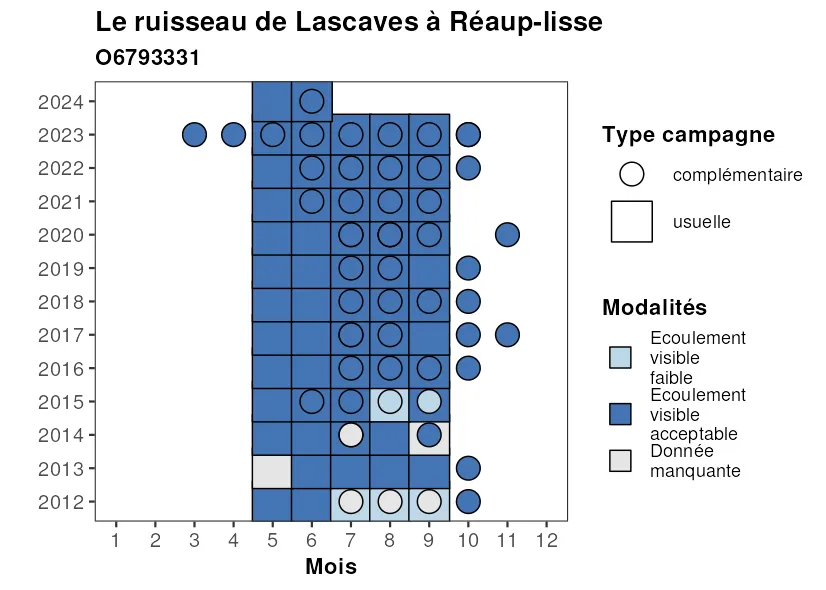 Le ruisseau de Lascaves à Réaup-lisse
O6793331
2024
2023
2022
2021
2020
2019
2018
2017
2016
2015
2014
2013
2012
1 2 3 4 5 6 7 8 9 10 11 12
Mois
Type campagne
complémentaire
usuelle
Modalités
Ecoulement
visible
faible
Ecoulement
visible
acceptable
Donnée
manquante